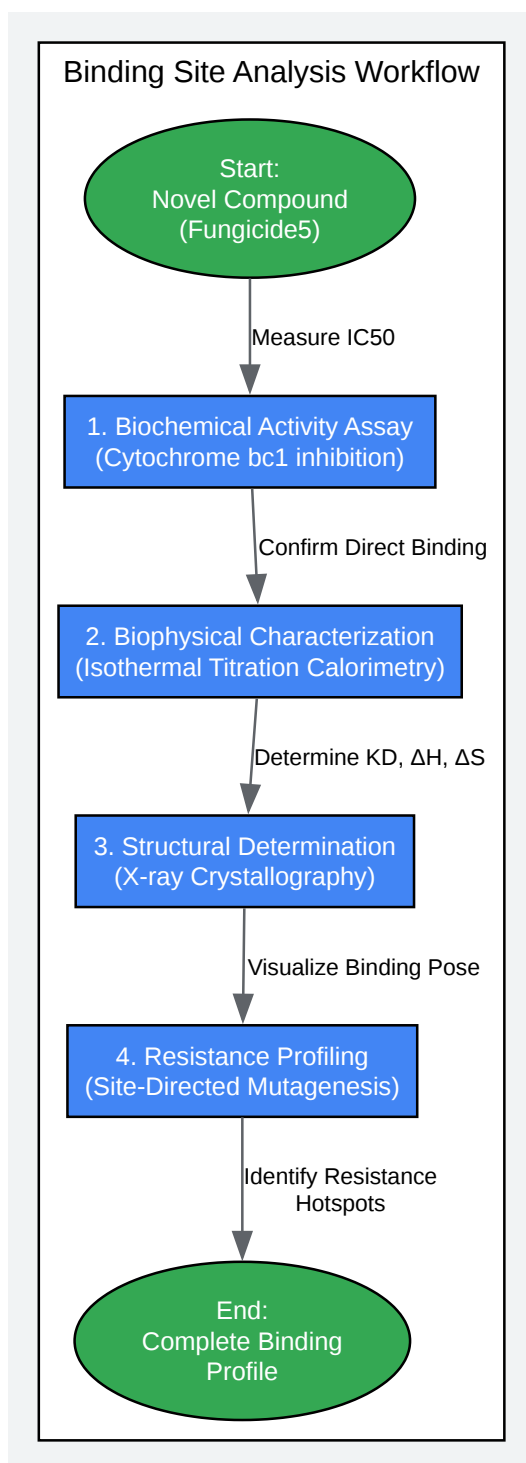 Binding Site Analysis Workflow
Start:
Novel Compound
(Fungicide5)
Measure IC50
1. Biochemical Activity Assay
(Cytochrome bc1 inhibition)
Confirm Direct Binding
2. Biophysical Characterization
(Isothermal Titration Calorimetry)
Determine KD, ΔH, ΔS
3. Structural Determination
(X-ray Crystallography)
Visualize Binding Pose
4. Resistance Profiling
(Site-Directed Mutagenesis)
Identify Resistance
Hotspots
End:
Complete Binding
Profile